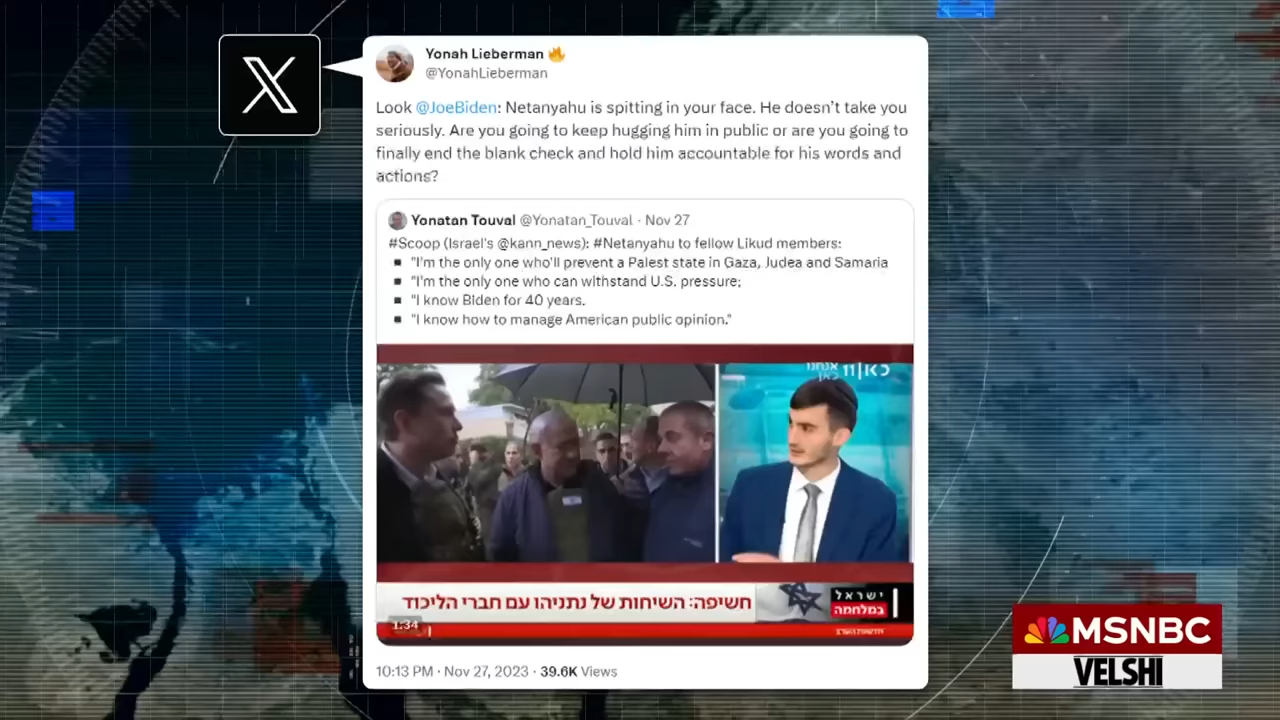 Yonah Lieberman 🔥
@YonahLieberman
Look @JoeBiden: Netanyahu is spitting in your face. He doesn't take you
seriously. Are you going to keep hugging him in public or are you going to
finally end the blank check and hold him accountable for his words and
actions?
Yonatan Touval @Yonatan_Touval · Nov 27
#Scoop (Israel's @kann_news): #Netanyahu to fellow Likud members:
▪ "I'm the only one who'll prevent a Palest state in Gaza, Judea and Samaria
▪ "I'm the only one who can withstand U.S. pressure;
▪ "I know Biden for 40 years.
▪ "I know how to manage American public opinion."
כאן|11
ישראל
במלחמה
חשיפה: השיחות של נתניהו עם חברי הליכוד
1:34
10:13 PM · Nov 27, 2023 · 39.6K Views
MSNBC
VELSHI